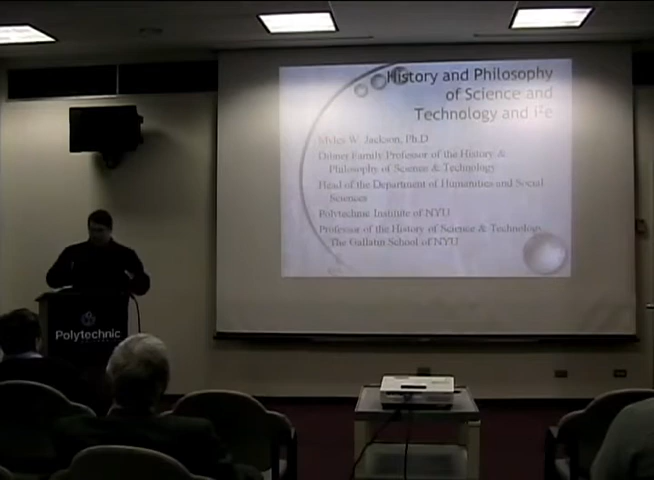 History and Philosophy
of Science and
Technology and i²e
Myles W. Jackson, Ph.D
Dibner Family Professor of the History &
Philosophy of Science & Technology
Head of the Department of Humanities and Social
Sciences
Polytechnic Institute of NYU
Professor of the History of Science & Technology
The Gallatin School of NYU
Polytechnic